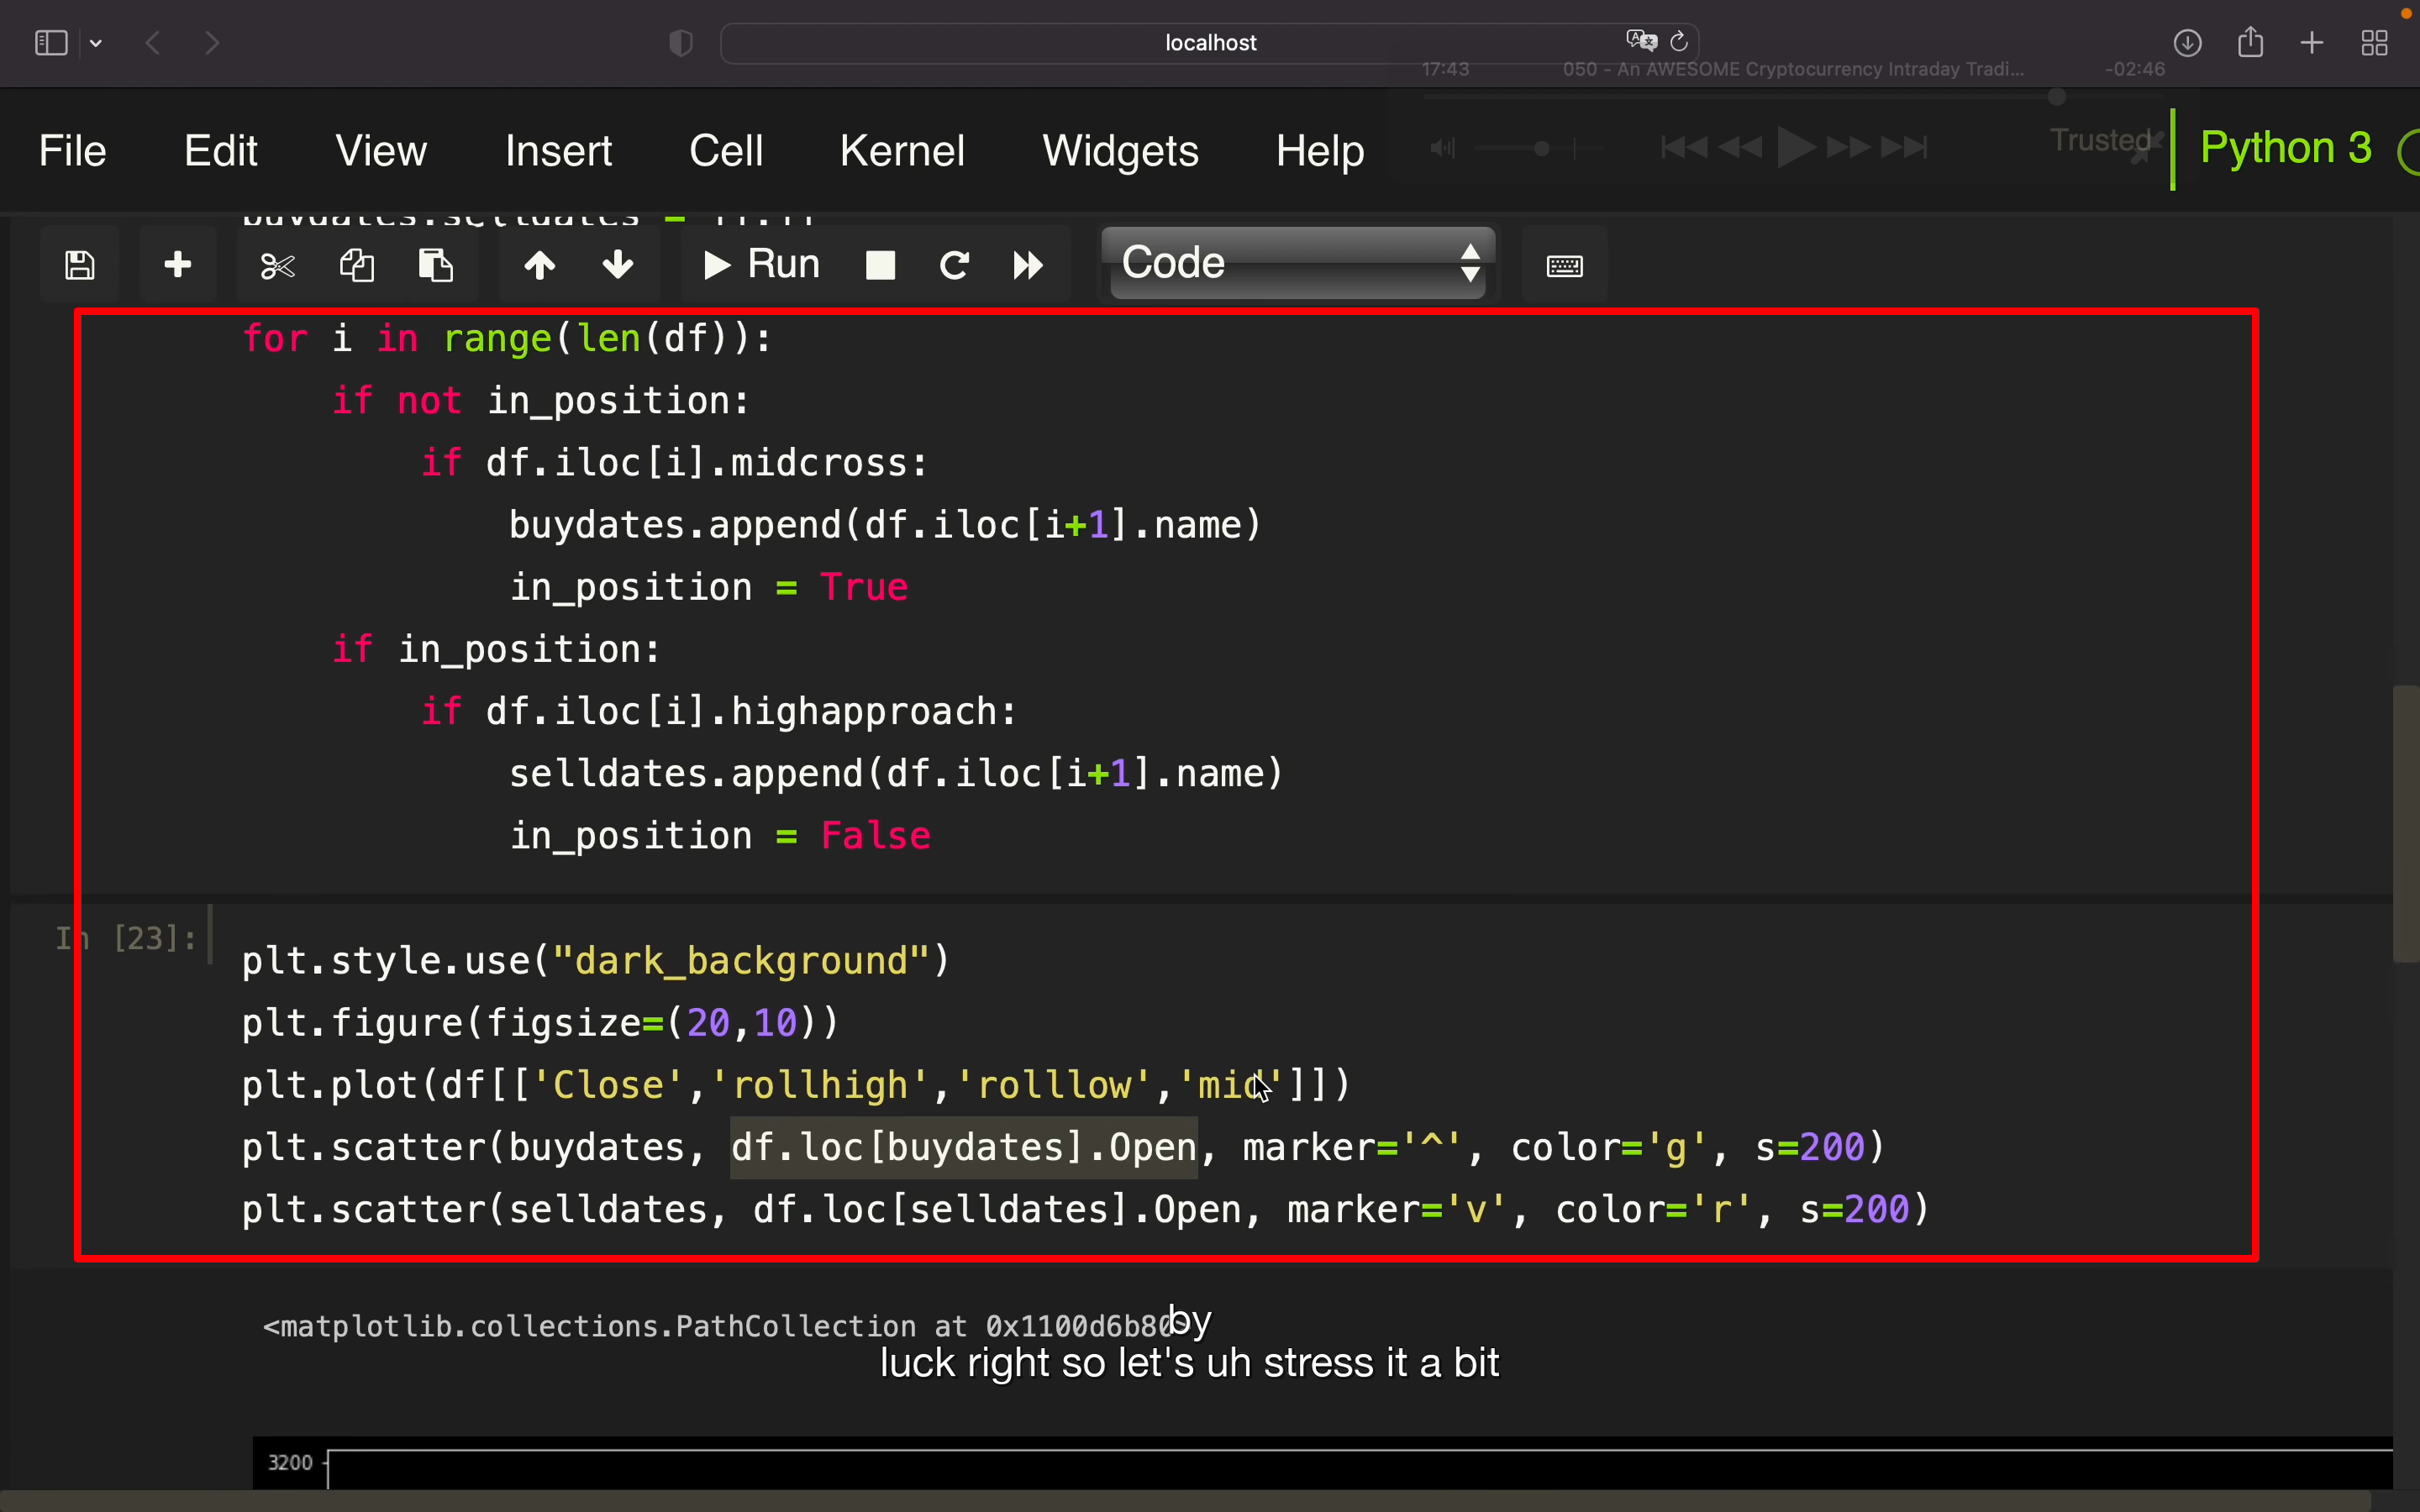 localhost
17:43 050 - An AWESOME Cryptocurrency Intraday Tradi... -02:46
File Edit View Insert Cell Kernel Widgets Help Trusted Python 3
buydates,selldates = [],[]
Run Code
for i in range(len(df)):
    if not in_position:
        if df.iloc[i].midcross:
            buydates.append(df.iloc[i+1].name)
            in_position = True
    if in_position:
        if df.iloc[i].highapproach:
            selldates.append(df.iloc[i+1].name)
            in_position = False
In [23]:
plt.style.use("dark_background")
plt.figure(figsize=(20,10))
plt.plot(df[['Close','rollhigh','rolllow','mid']])
plt.scatter(buydates, df.loc[buydates].Open, marker='^', color='g', s=200)
plt.scatter(selldates, df.loc[selldates].Open, marker='v', color='r', s=200)
<matplotlib.collections.PathCollection at 0x1100d6b80>
by
luck right so let's uh stress it a bit
3200